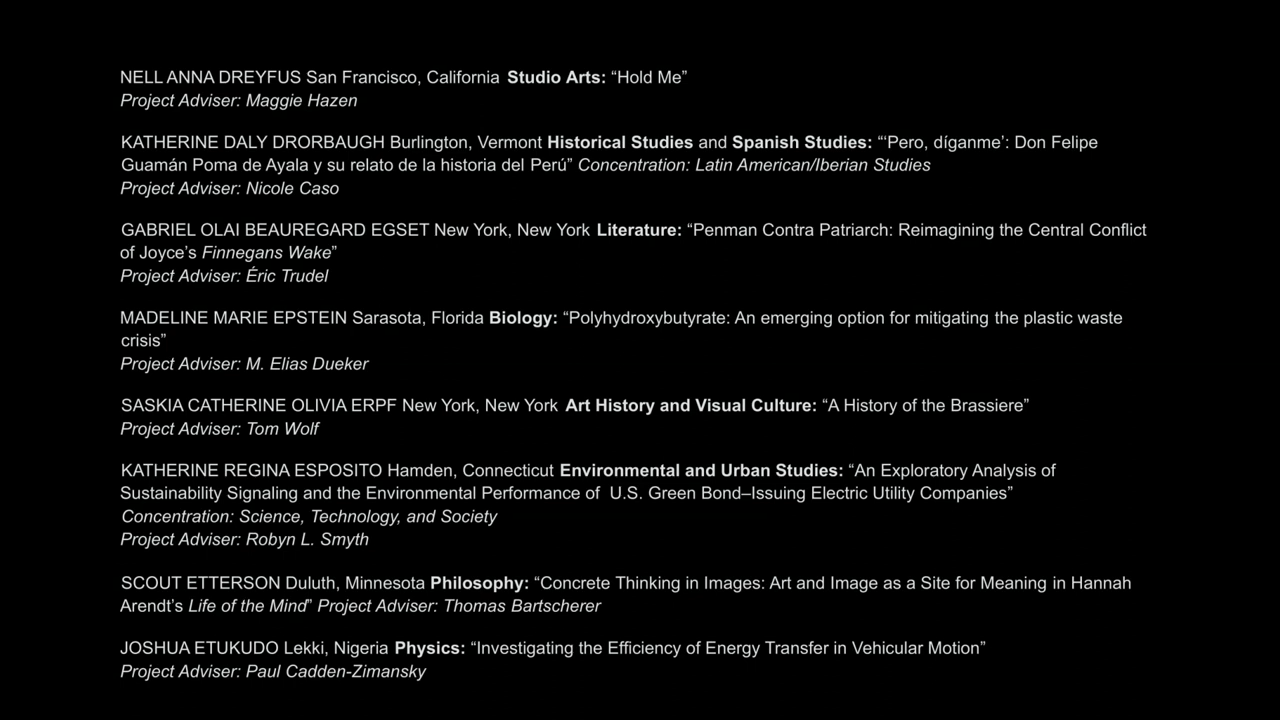 NELL ANNA DREYFUS San Francisco, California Studio Arts: “Hold Me”
Project Adviser: Maggie Hazen
KATHERINE DALY DRORBAUGH Burlington, Vermont Historical Studies and Spanish Studies: “‘Pero, díganme’: Don Felipe
Guamán Poma de Ayala y su relato de la historia del Perú” Concentration: Latin American/Iberian Studies
Project Adviser: Nicole Caso
GABRIEL OLAI BEAUREGARD EGSET New York, New York Literature: “Penman Contra Patriarch: Reimagining the Central Conflict
of Joyce’s Finnegans Wake”
Project Adviser: Éric Trudel
MADELINE MARIE EPSTEIN Sarasota, Florida Biology: “Polyhydroxybutyrate: An emerging option for mitigating the plastic waste
crisis”
Project Adviser: M. Elias Dueker
SASKIA CATHERINE OLIVIA ERPF New York, New York Art History and Visual Culture: “A History of the Brassiere”
Project Adviser: Tom Wolf
KATHERINE REGINA ESPOSITO Hamden, Connecticut Environmental and Urban Studies: “An Exploratory Analysis of
Sustainability Signaling and the Environmental Performance of U.S. Green Bond–Issuing Electric Utility Companies”
Concentration: Science, Technology, and Society
Project Adviser: Robyn L. Smyth
SCOUT ETTERSON Duluth, Minnesota Philosophy: “Concrete Thinking in Images: Art and Image as a Site for Meaning in Hannah
Arendt’s Life of the Mind” Project Adviser: Thomas Bartscherer
JOSHUA ETUKUDO Lekki, Nigeria Physics: “Investigating the Efficiency of Energy Transfer in Vehicular Motion”
Project Adviser: Paul Cadden-Zimansky